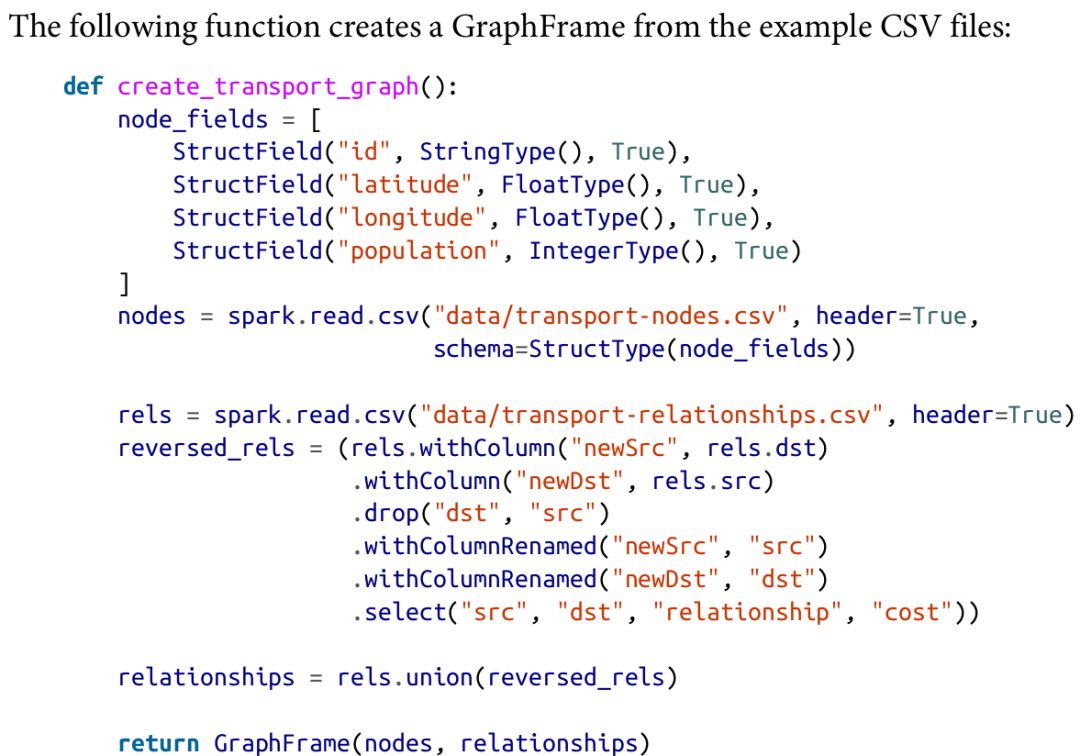 The following function creates a GraphFrame from the example CSV files:
def create_transport_graph():
    node_fields = [
        StructField("id", StringType(), True),
        StructField("latitude", FloatType(), True),
        StructField("longitude", FloatType(), True),
        StructField("population", IntegerType(), True)
    ]
    nodes = spark.read.csv("data/transport-nodes.csv", header=True,
                           schema=StructType(node_fields))
    rels = spark.read.csv("data/transport-relationships.csv", header=True)
    reversed_rels = (rels.withColumn("newSrc", rels.dst)
                     .withColumn("newDst", rels.src)
                     .drop("dst", "src")
                     .withColumnRenamed("newSrc", "src")
                     .withColumnRenamed("newDst", "dst")
                     .select("src", "dst", "relationship", "cost"))
    relationships = rels.union(reversed_rels)
    return GraphFrame(nodes, relationships)